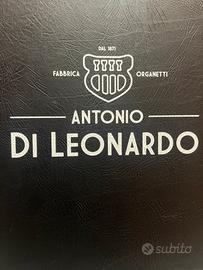 DAL 1871
FABBRICA ORGANETTI
ANTONIO
DI LEONARDO
subito